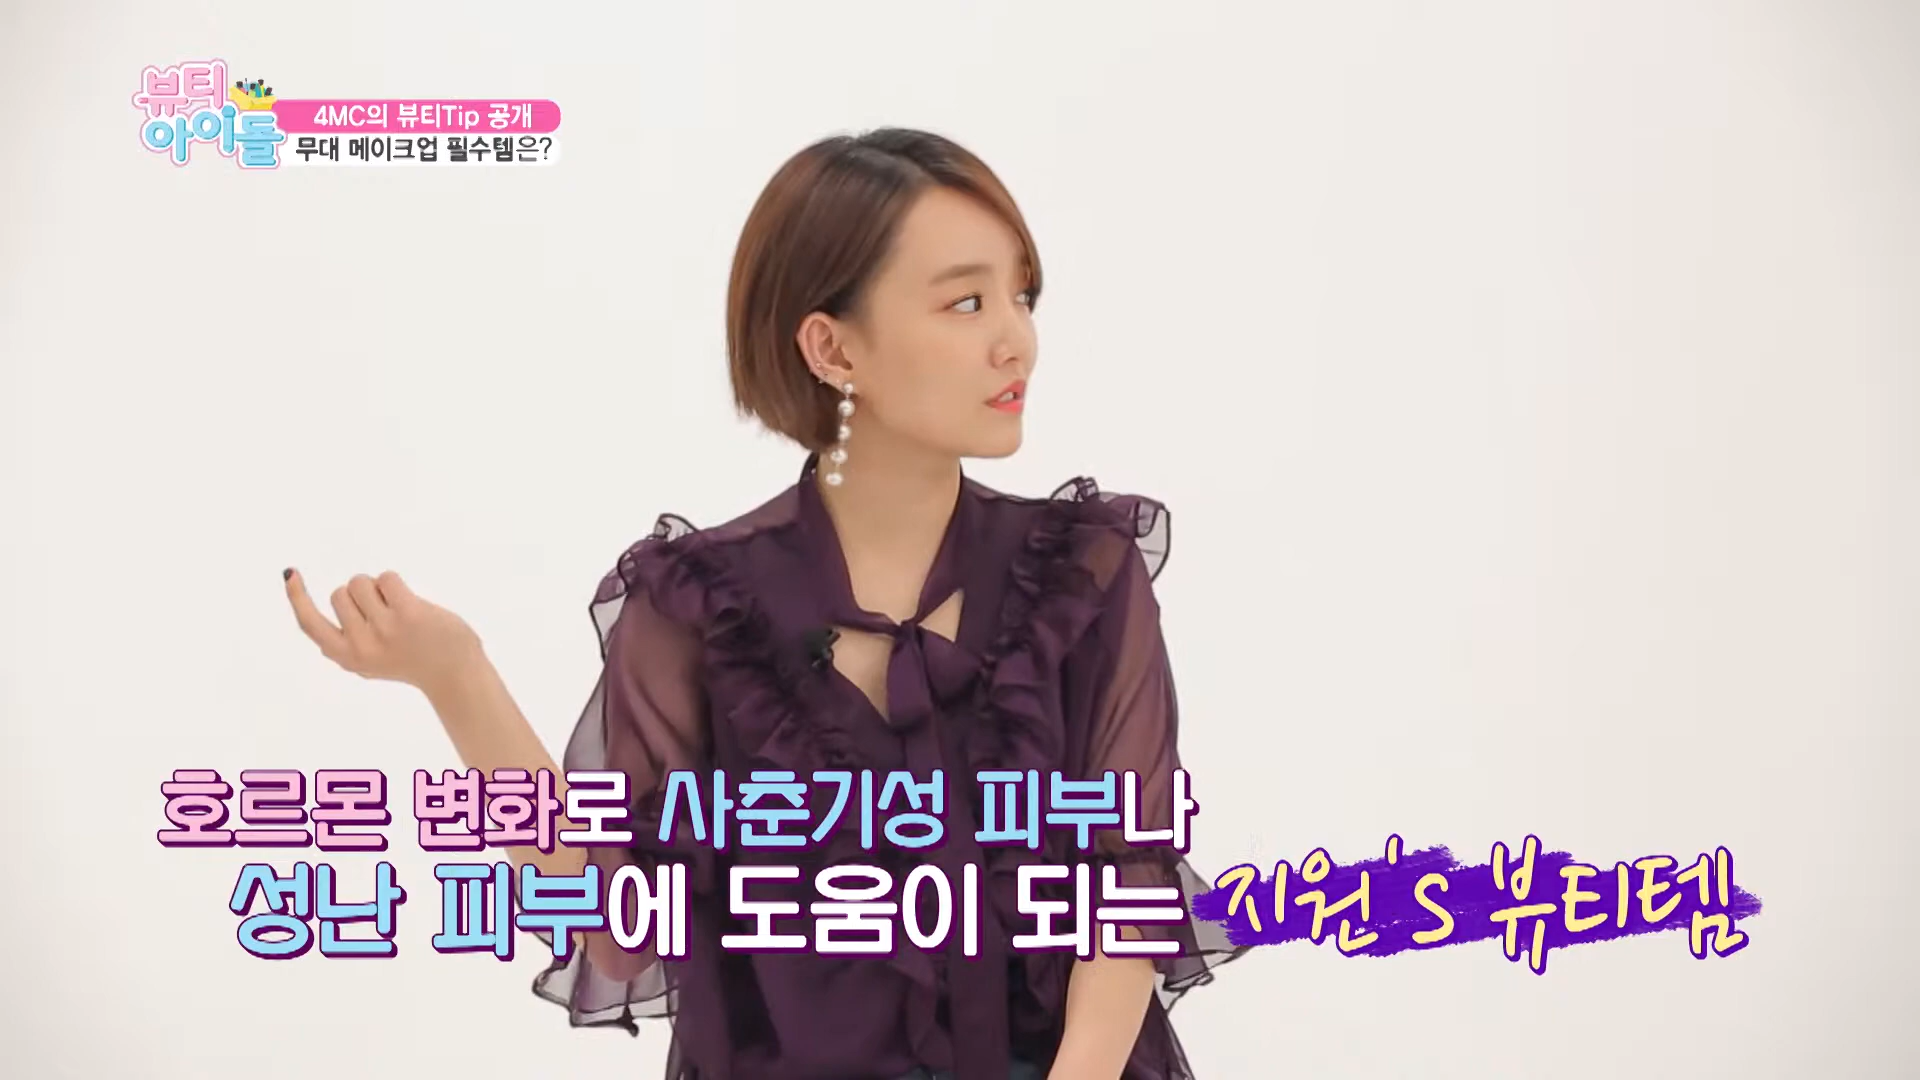 뷰티
아이돌
4MC의 뷰티Tip 공개
무대 메이크업 필수템은?
호르몬 변화로 사춘기성 피부나
성난 피부에 도움이 되는 지원's 뷰티템